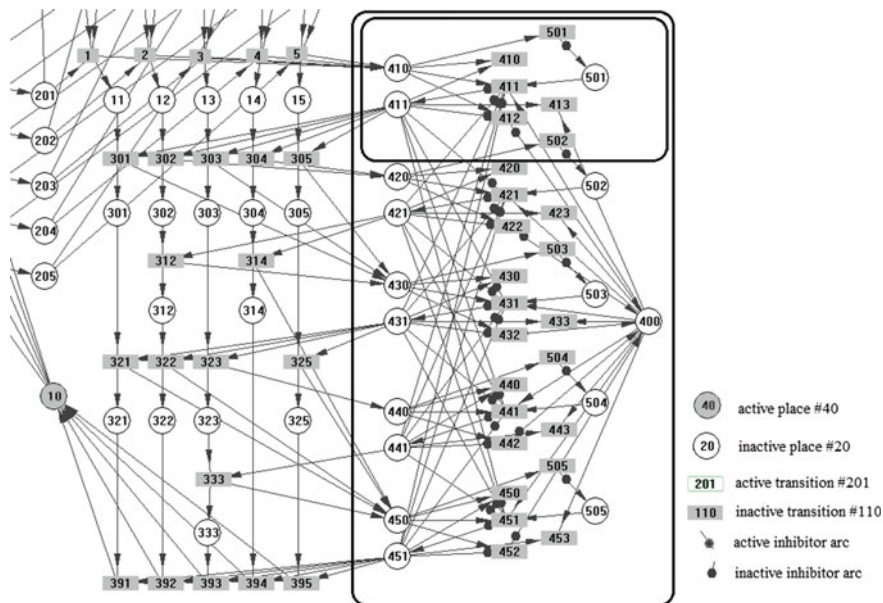 1 2 3 4 5
501
410 410
501
201 411
11 12 13 14 15 411 413
412
202 502
301 302 303 304 305 420 420
203 502
421
301 302 303 304 305 421 423
204 422
503
312 314
205 430 430
503
431
312 314 431 433 400
432
321 322 323 325 504
440
10 504
440 441
321 322 323 325 443
441 442
505
333 450
505
450 451
333 453
451 452
391 392 393 394 395
40 active place #40
20 inactive place #20
201 active transition #201
110 inactive transition #110
active inhibitor arc
inactive inhibitor arc